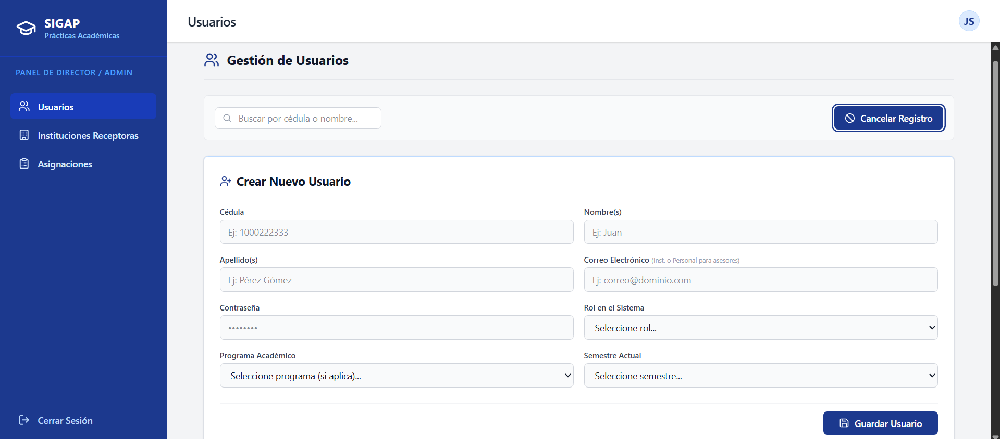 SIGAP
Prácticas Académicas
PANEL DE DIRECTOR / ADMIN
Usuarios
Instituciones Receptoras
Asignaciones
Cerrar Sesión
Usuarios
JS
Gestión de Usuarios
Buscar por cédula o nombre...
Cancelar Registro
Crear Nuevo Usuario
Cédula
Ej: 1000222333
Nombre(s)
Ej: Juan
Apellido(s)
Ej: Pérez Gómez
Correo Electrónico (Inst. o Personal para asesores)
Ej: correo@dominio.com
Contraseña
••••••••
Rol en el Sistema
Seleccione rol...
Programa Académico
Seleccione programa (si aplica)...
Semestre Actual
Seleccione semestre...
Guardar Usuario